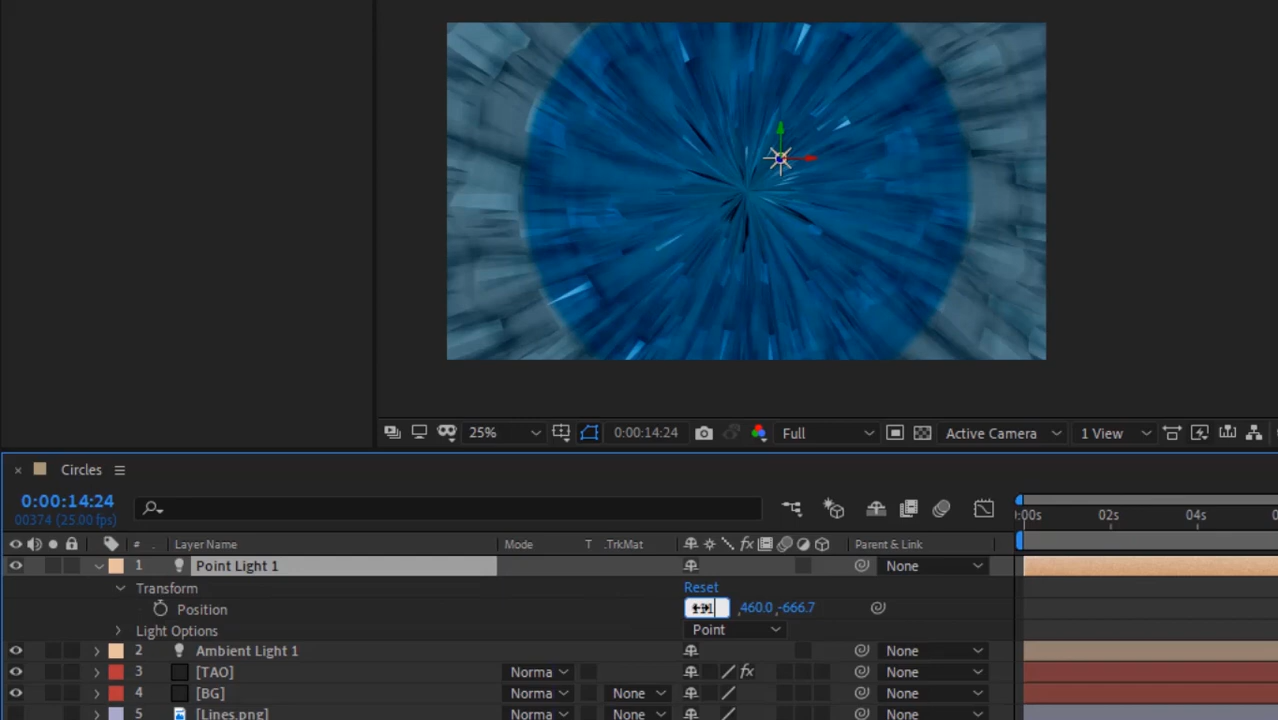 25%
0:00:14:24
Full
Active Camera
1 View
× Circles
0:00:14:24
00374 (25.00 fps)
:00s 02s 04s
# . Layer Name Mode T .TrkMat fx Parent & Link
1 Point Light 1 None
Transform Reset
Position ,460.0 ,-666.7
Light Options Point
2 Ambient Light 1 None
3 [TAO] Norma fx None
4 [BG] Norma None None
5 [Lines.png] Norma None None